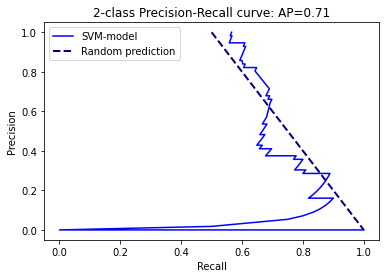 2-class Precision-Recall curve: AP=0.71
SVM-model
Random prediction
Precision
1.0
0.8
0.6
0.4
0.2
0.0
0.0 0.2 0.4 0.6 0.8 1.0
Recall